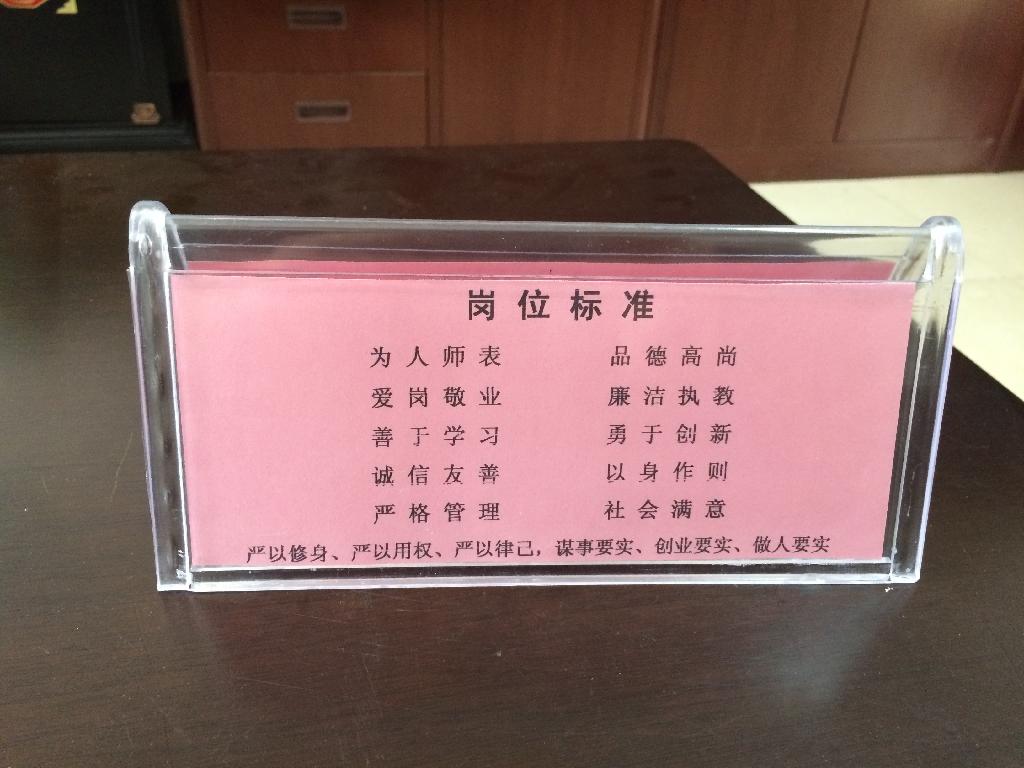 岗位标准
为人师表 品德高尚
爱岗敬业 廉洁执教
善于学习 勇于创新
诚信友善 以身作则
严格管理 社会满意
严以修身、严以用权、严以律己，谋事要实、创业要实、做人要实